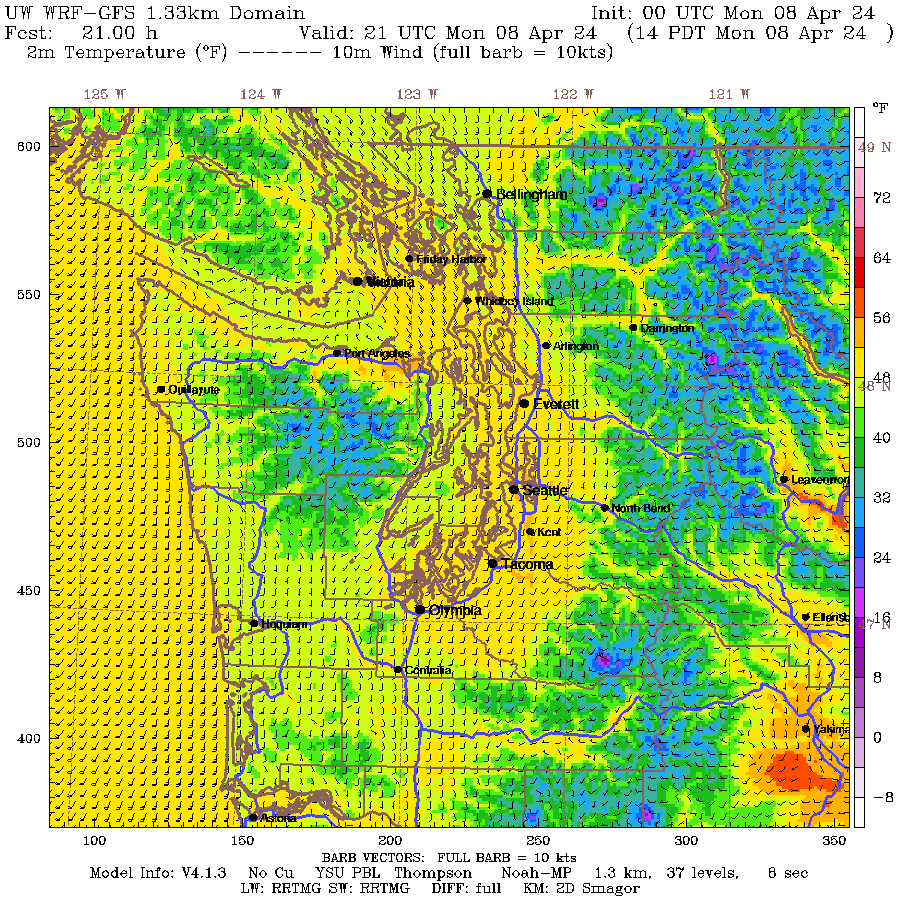 UW WRF-GFS 1.33km Domain Init: 00 UTC Mon 08 Apr 24
Fcst: 21.00 h Valid: 21 UTC Mon 08 Apr 24 (14 PDT Mon 08 Apr 24 )
2m Temperature (°F) ------ 10m Wind (full barb = 10kts)
125 W 124 W 123 W 122 W 121 W
°F
600
49 N
Bellingham
72
Friday Harbor
64
Victoria
550
Whidbey Island
56
Darrington
Arlington
Port Angeles
48
48 N
Quillayute
Everett
500
40
Leavenwor
Seattle
32
North Bend
Kent
24
Tacoma
450
Olympia
16
Ellensb
47 N
Hoquiam
Centralia
8
Yakima
400
0
-8
Astoria
100 150 200 250 300 350
BARB VECTORS: FULL BARB = 10 kts
Model Info: V4.1.3 No Cu YSU PBL Thompson Noah-MP 1.3 km, 37 levels, 8 sec
LW: RRTMG SW: RRTMG DIFF: full KM: 2D Smagor